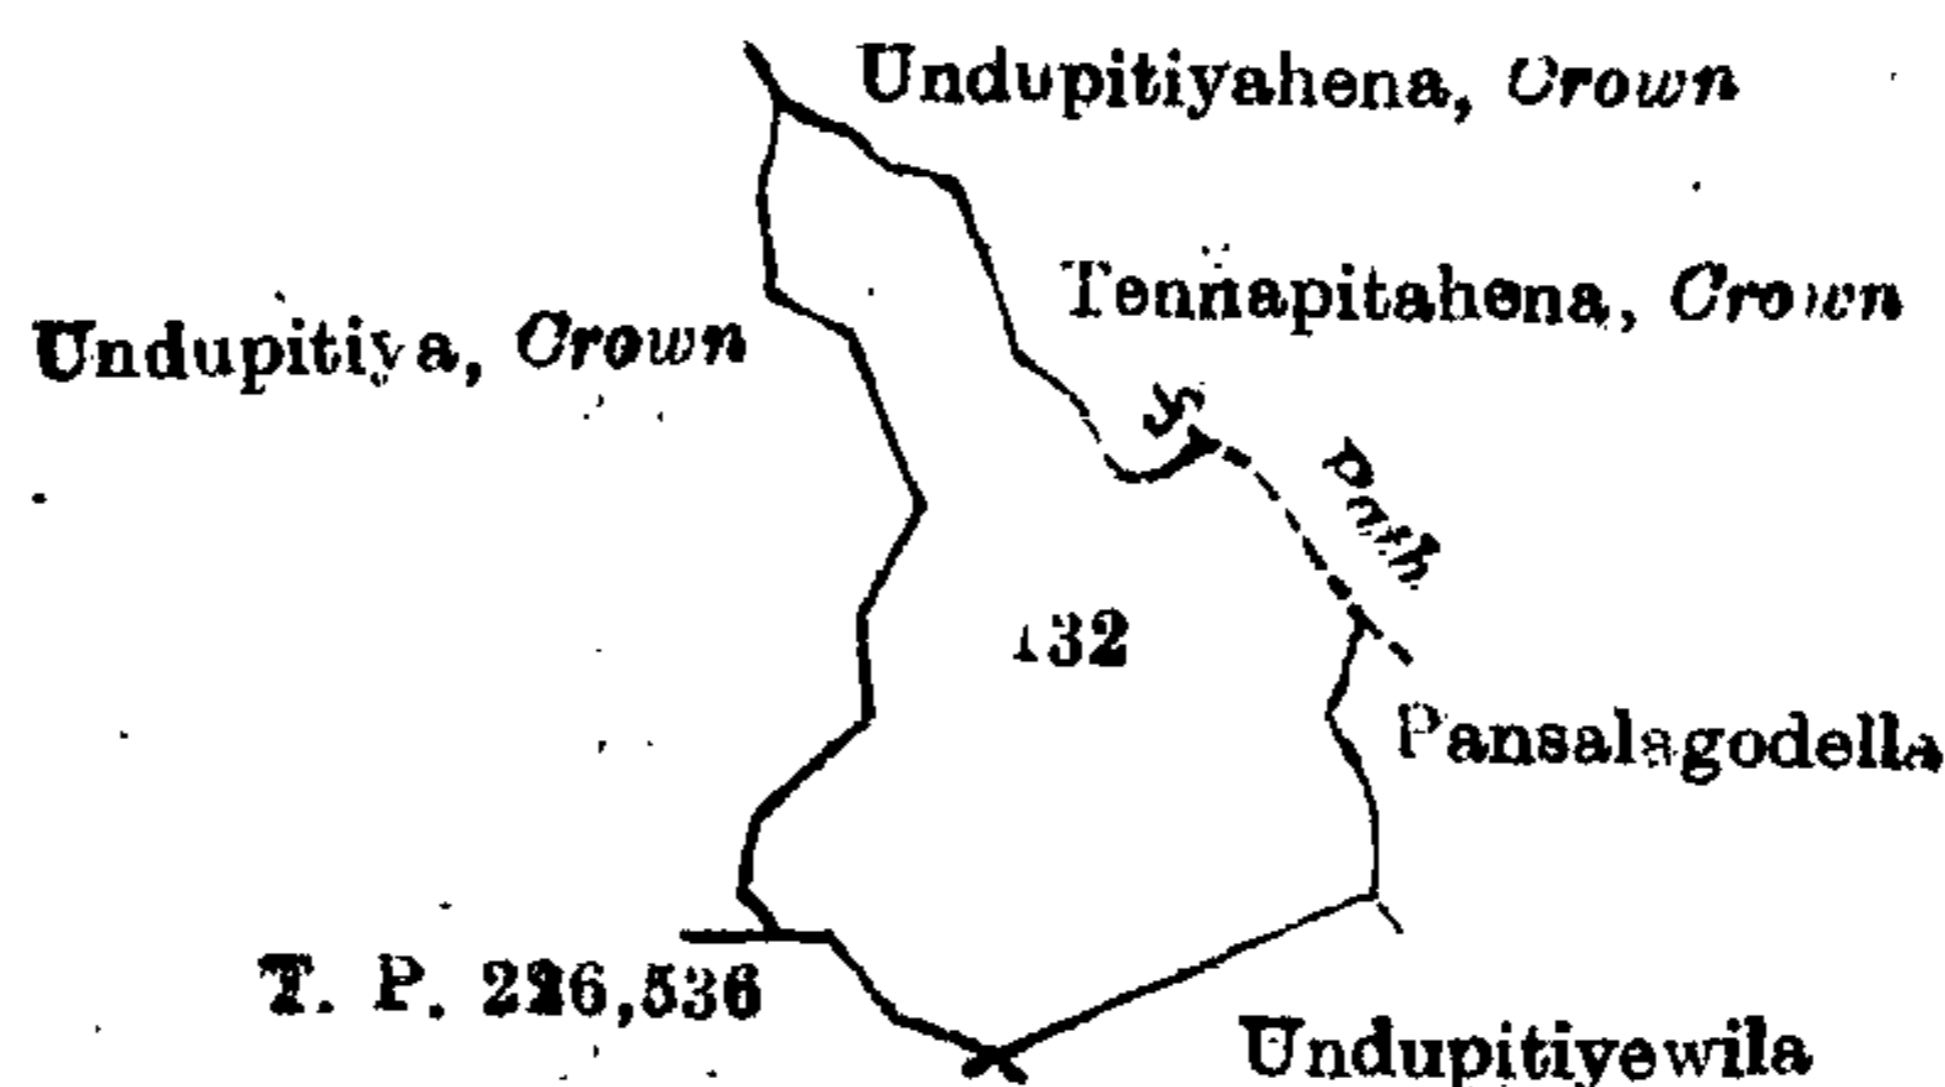 Undupitiyahena, Crown
Tennapitahena, Crown
Undupitiya, Crown
path
132
Pansalagodella
T. P. 226,536
Undupitiyewila